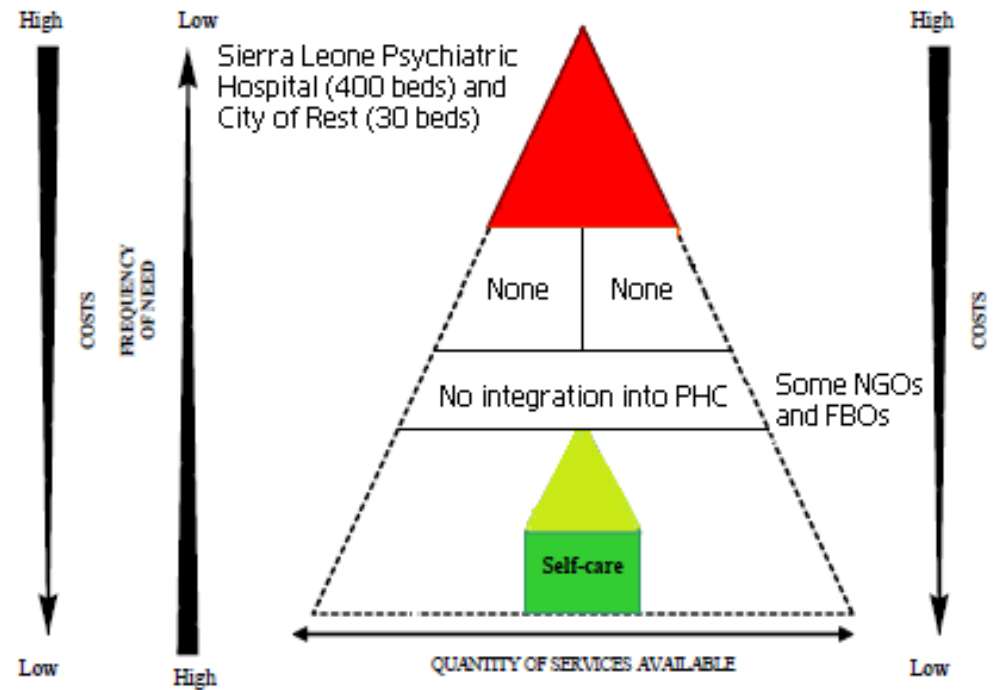 High
Low
High
Sierra Leone Psychiatric
Hospital (400 beds) and
City of Rest (30 beds)
COSTS
FREQUENCY
OF NEED
None
None
COSTS
No integration into PHC
Some NGOs
and FBOs
Self-care
Low
High
QUANTITY OF SERVICES AVAILABLE
Low